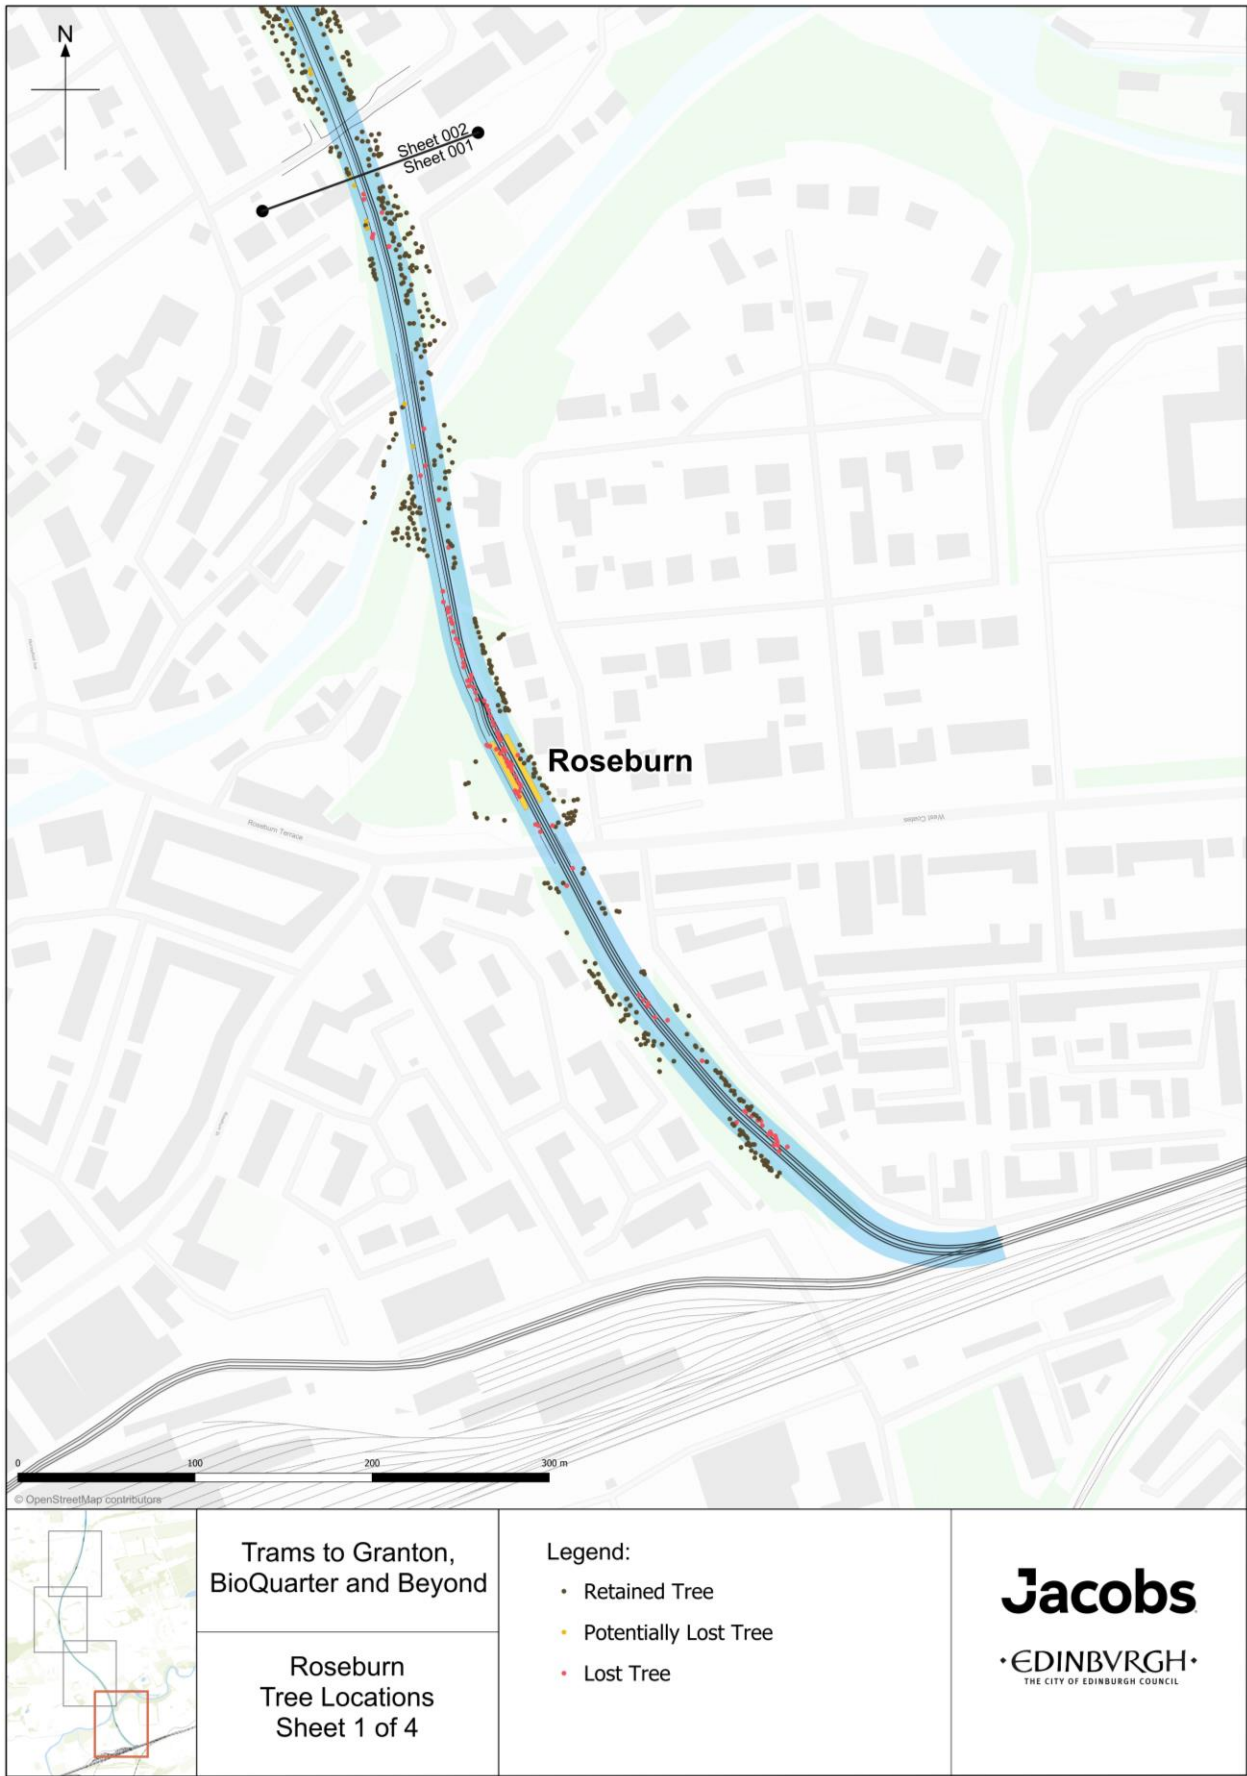 N
Sheet 002
Sheet 001
Roseburn
Roseburn Terrace
West Coates
0 100 200 300 m
© OpenStreetMap contributors
Trams to Granton,
BioQuarter and Beyond
Roseburn
Tree Locations
Sheet 1 of 4
Legend:
Retained Tree
Potentially Lost Tree
Lost Tree
Jacobs
·EDINBVRGH·
THE CITY OF EDINBURGH COUNCIL